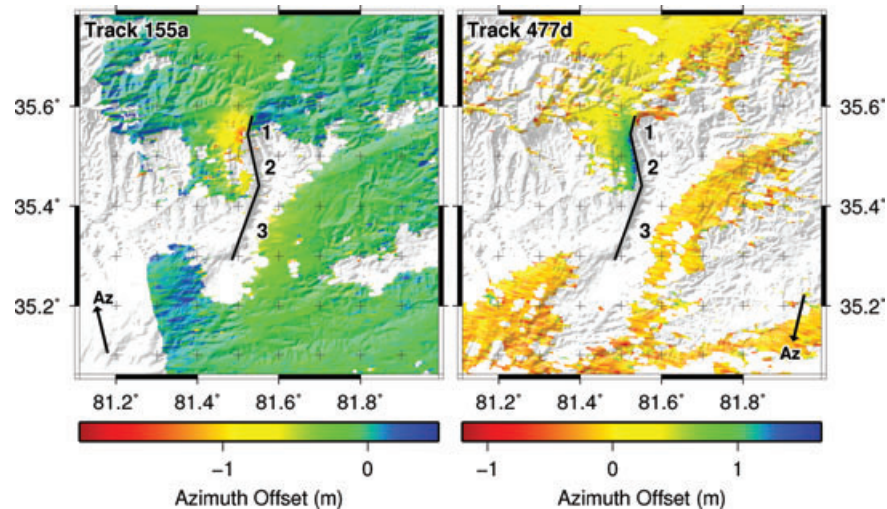 Track 155a
Track 477d
35.6°
35.4°
35.2°
1
2
3
Az
1
2
3
Az
35.6°
35.4°
35.2°
81.2° 81.4° 81.6° 81.8°
81.2° 81.4° 81.6° 81.8°
−1 0
−1 0 1
Azimuth Offset (m)
Azimuth Offset (m)